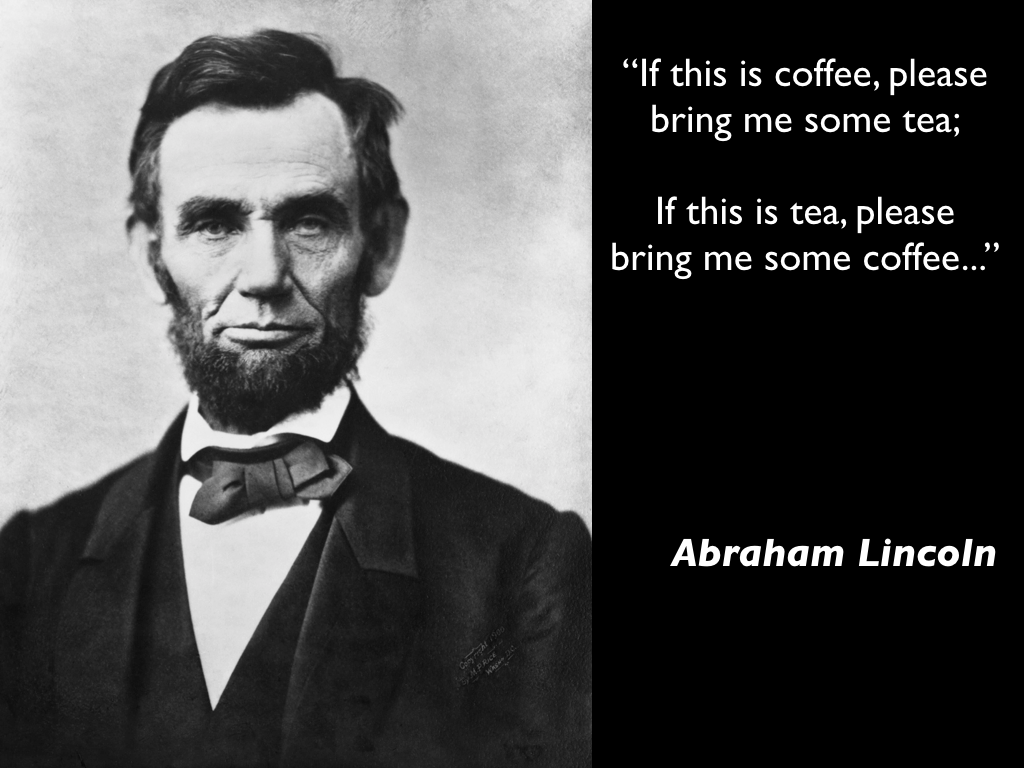 “If this is coffee, please
bring me some tea;
If this is tea, please
bring me some coffee...”
Abraham Lincoln